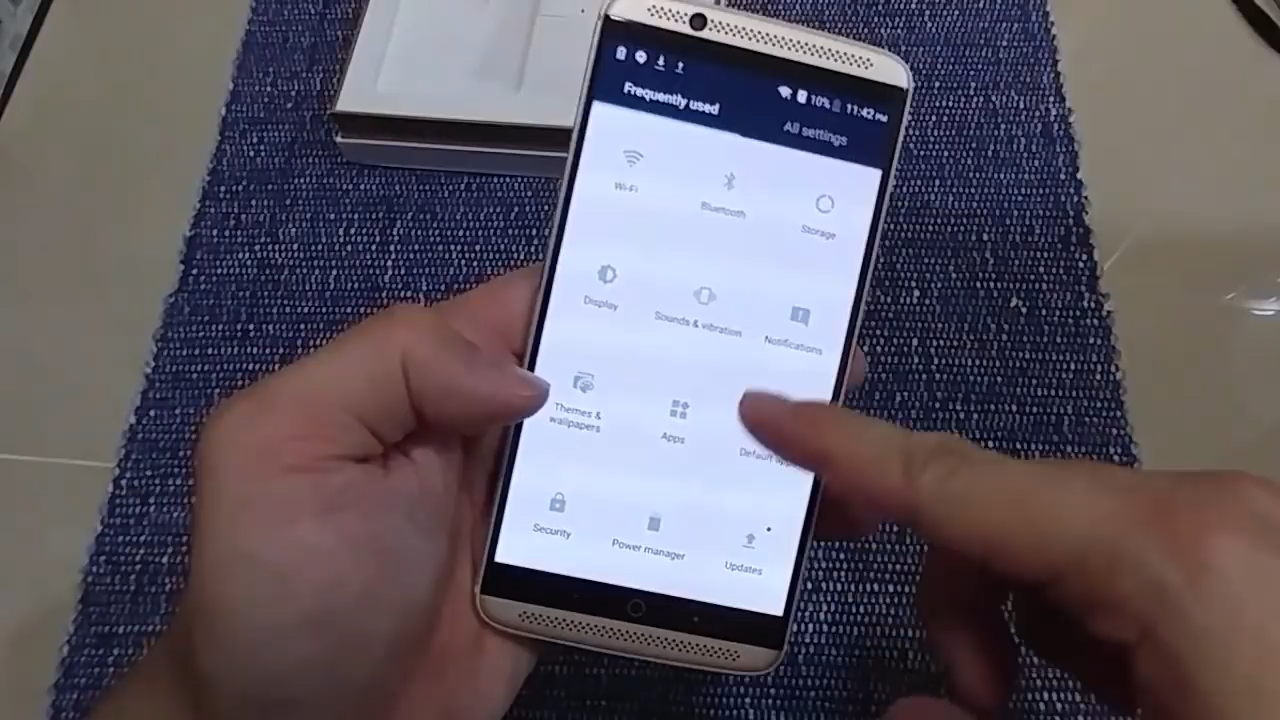 10% 11:42 PM
Frequently used
All settings
Wi-Fi
Bluetooth
Storage
Display
Sounds & vibration
Notifications
Themes &
wallpapers
Apps
Default apps
Security
Power manager
Updates